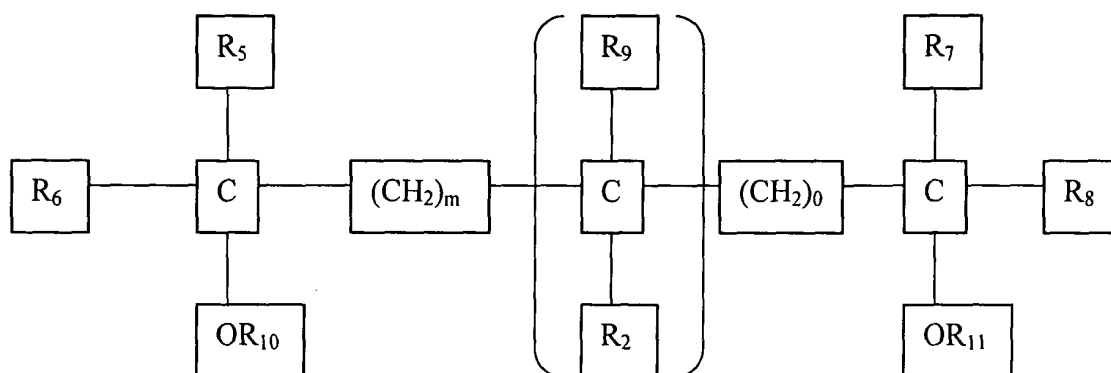 R₅ R₉ R₇
R₆ C (CH₂)ₘ C (CH₂)₀ C R₈
OR₁₀ R₂ OR₁₁